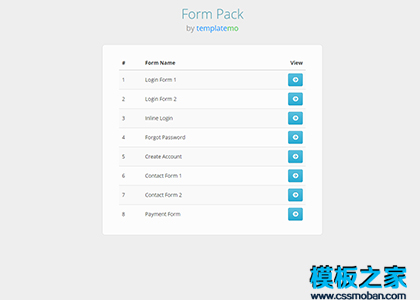 Form Pack
by templatemo
# Form Name View
1 Login Form 1
2 Login Form 2
3 Inline Login
4 Forgot Password
5 Create Account
6 Contact Form 1
7 Contact Form 2
8 Payment Form
模板之家
www.cssmoban.com